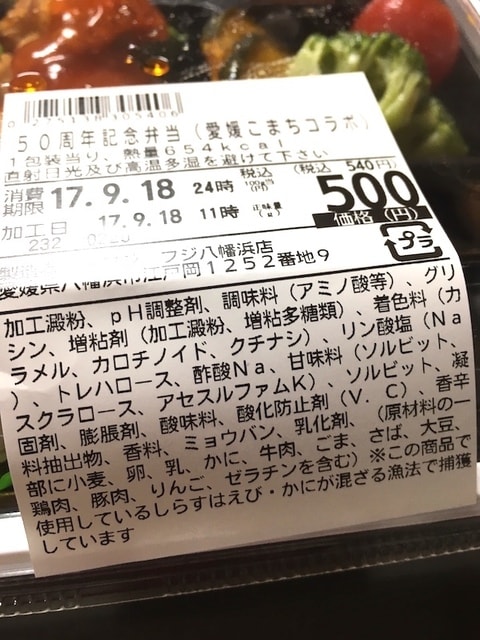 50周年記念弁当(愛媛こまちコラボ)
1包装当り、熱量654kcal
直射日光及び高温多湿を避けて下さい
消費期限 17.9.18 24時
税込 (税込 540円)
500
価格(円)
加工日 17.9.18 11時 正味量
232
プラ
フジ八幡浜店
愛媛県八幡浜市江戸岡1252番地9
加工澱粉、pH調整剤、調味料(アミノ酸等)、グリ
シン、増粘剤(加工澱粉、増粘多糖類)、着色料(カ
ラメル、カロチノイド、クチナシ)、リン酸塩(Na
)、トレハロース、酢酸Na、甘味料(ソルビット、
スクラロース、アセスルファムK)、ソルビット、凝
固剤、膨脹剤、酸味料、酸化防止剤(V.C)香辛
料抽出物、香料、ミョウバン、乳化剤、(原材料の一
部に小麦、卵、乳、かに、牛肉、ごま、さば、大豆、
鶏肉、豚肉、りんご、ゼラチンを含む)※この商品で
使用しているしらすはえび・かにが混ざる漁法で捕獲
しています